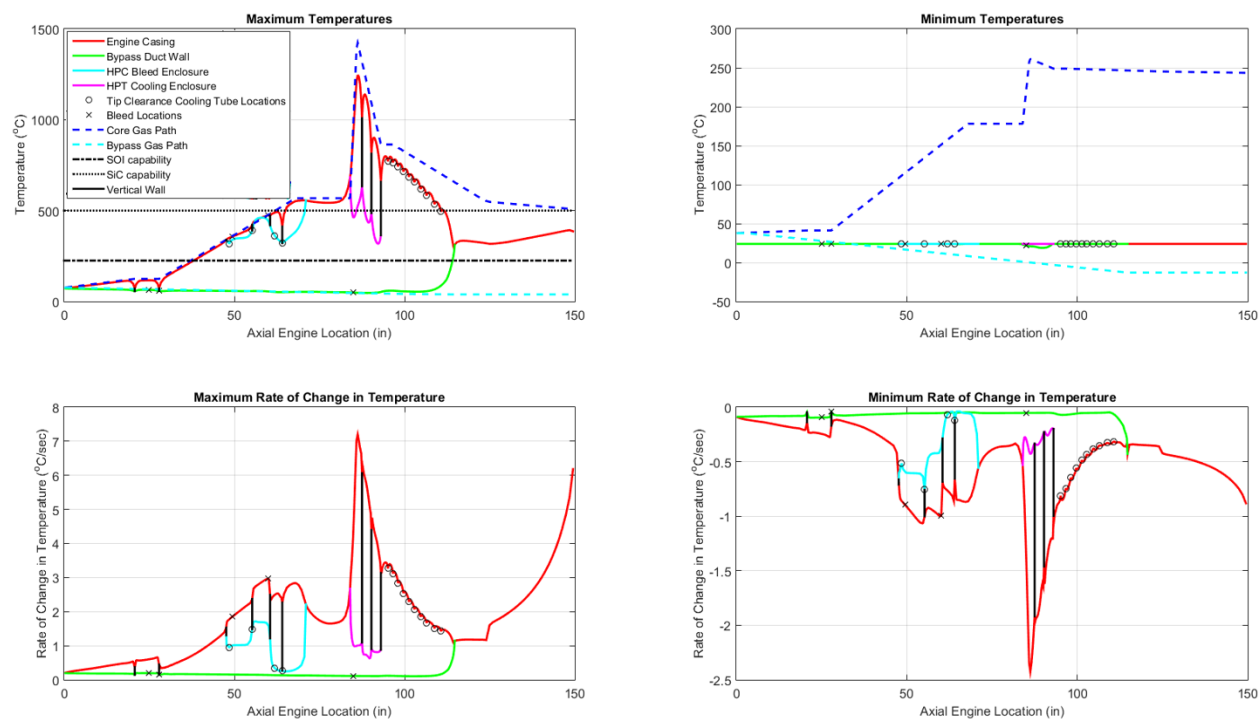 Maximum Temperatures
1500
1000
500
0
0
50
100
150
Temperature (°C)
Axial Engine Location (in)
Engine Casing
Bypass Duct Wall
HPC Bleed Enclosure
HPT Cooling Enclosure
Tip Clearance Cooling Tube Locations
Bleed Locations
Core Gas Path
Bypass Gas Path
SOI capability
SiC capability
Vertical Wall
Minimum Temperatures
300
250
200
150
100
50
0
-50
0
50
100
150
Temperature (°C)
Axial Engine Location (in)
Maximum Rate of Change in Temperature
8
7
6
5
4
3
2
1
0
0
50
100
150
Rate of Change in Temperature (°C/sec)
Axial Engine Location (in)
Minimum Rate of Change in Temperature
0
-0.5
-1
-1.5
-2
-2.5
0
50
100
150
Rate of Change in Temperature (°C/sec)
Axial Engine Location (in)